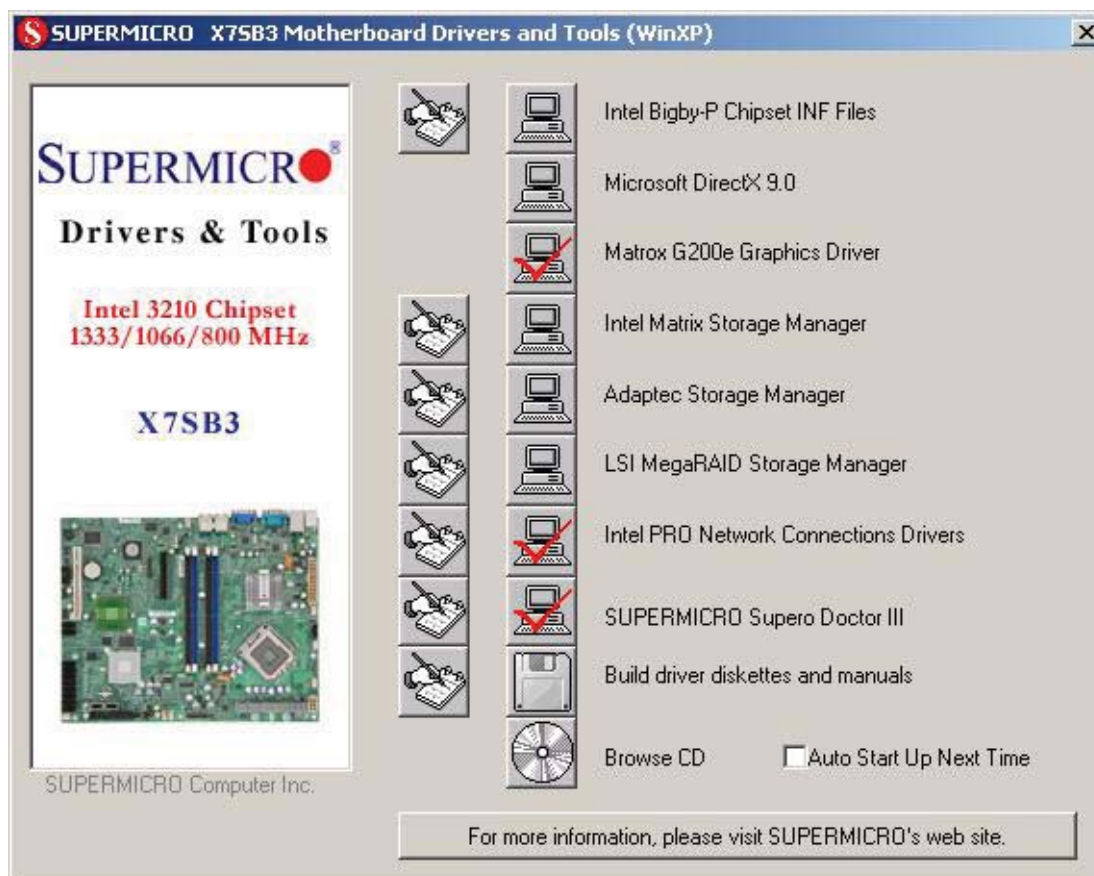 SUPERMICRO X7SB3 Motherboard Drivers and Tools (WinXP)
SUPERMICRO®
Drivers & Tools
Intel 3210 Chipset
1333/1066/800 MHz
X7SB3
SUPERMICRO Computer Inc.
Intel Bigby-P Chipset INF Files
Microsoft DirectX 9.0
Matrox G200e Graphics Driver
Intel Matrix Storage Manager
Adaptec Storage Manager
LSI MegaRAID Storage Manager
Intel PRO Network Connections Drivers
SUPERMICRO Supero Doctor III
Build driver diskettes and manuals
Browse CD
Auto Start Up Next Time
For more information, please visit SUPERMICRO's web site.